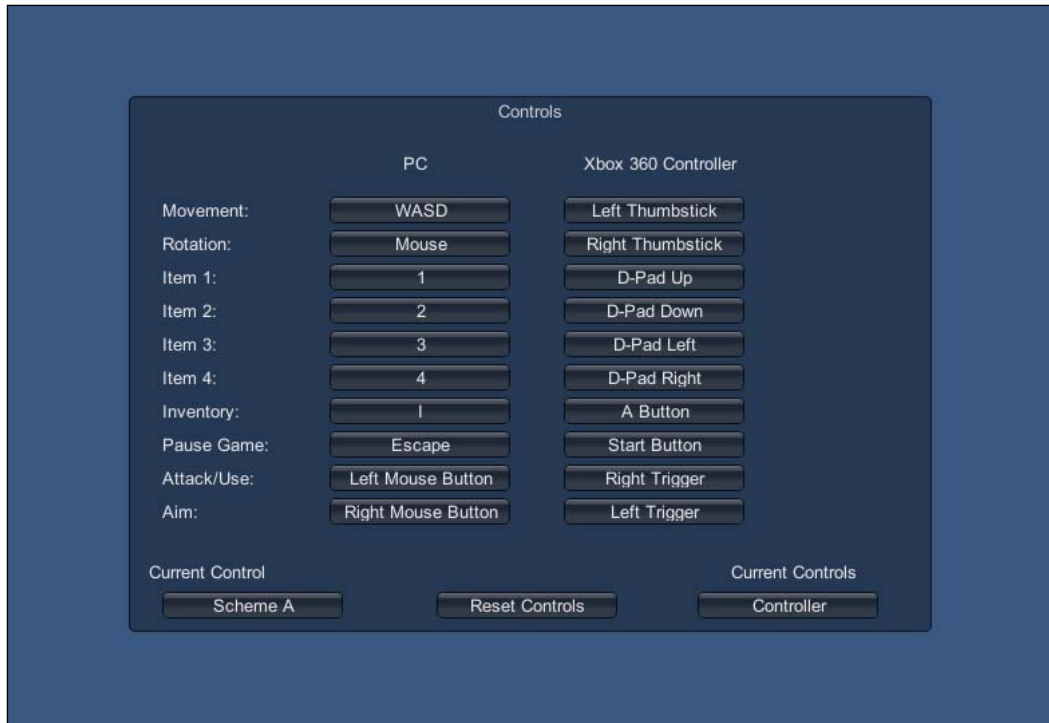 Controls
PC Xbox 360 Controller
Movement: WASD Left Thumbstick
Rotation: Mouse Right Thumbstick
Item 1: 1 D-Pad Up
Item 2: 2 D-Pad Down
Item 3: 3 D-Pad Left
Item 4: 4 D-Pad Right
Inventory: I A Button
Pause Game: Escape Start Button
Attack/Use: Left Mouse Button Right Trigger
Aim: Right Mouse Button Left Trigger
Current Control Current Controls
Scheme A Reset Controls Controller